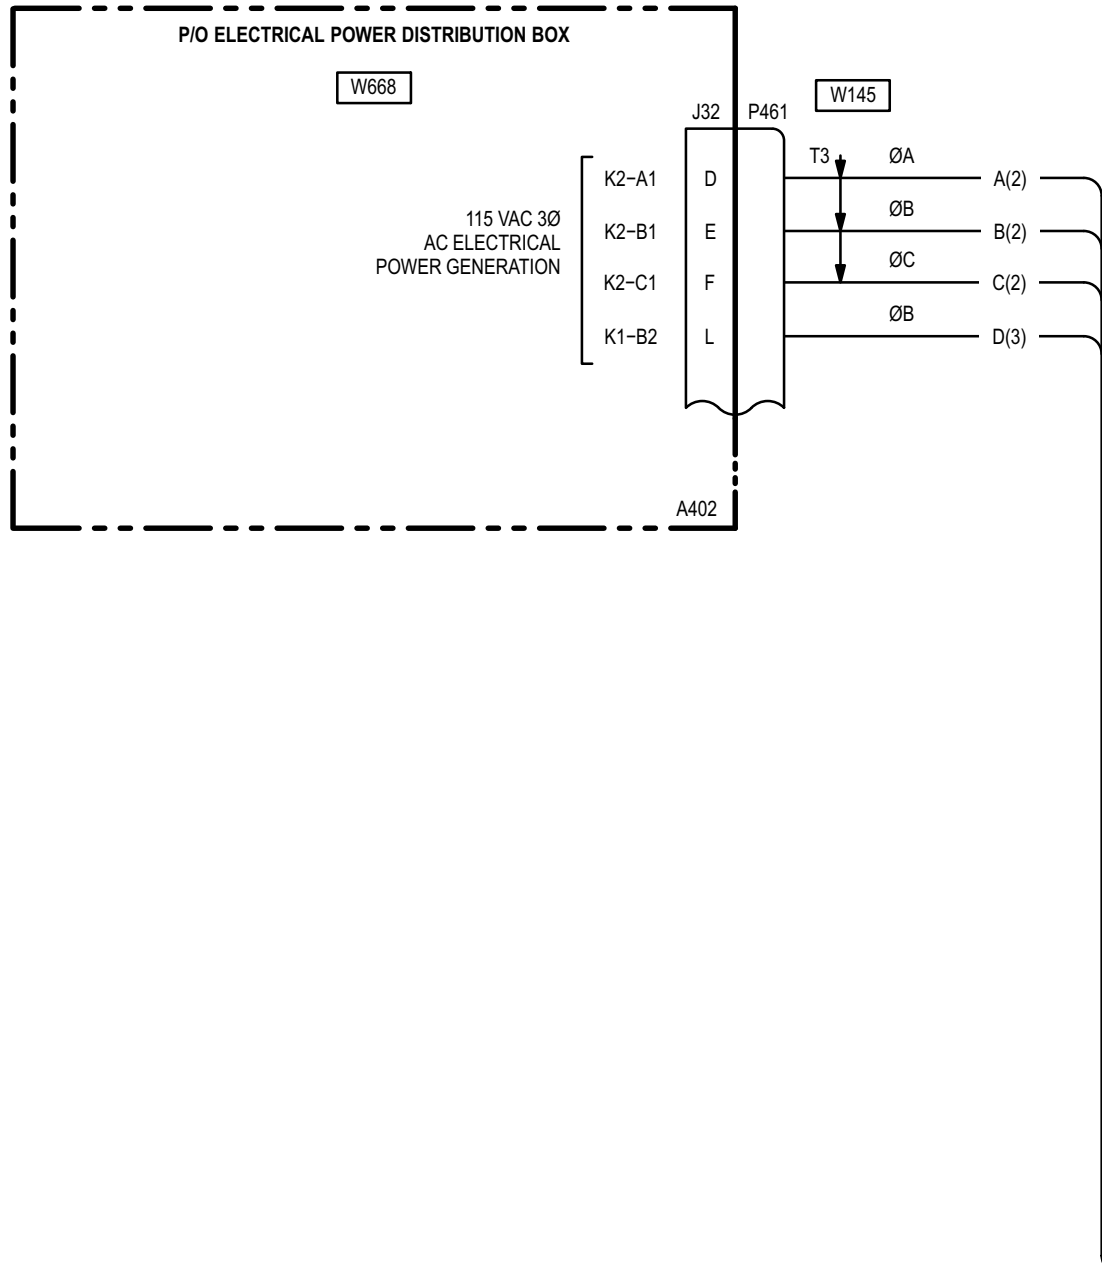 P/O ELECTRICAL POWER DISTRIBUTION BOX
W668
W145
J32 P461
T3 ØA
K2−A1 D A(2)
115 VAC 3Ø
AC ELECTRICAL
POWER GENERATION
ØB
K2−B1 E B(2)
ØC
K2−C1 F C(2)
ØB
K1−B2 L D(3)
A402